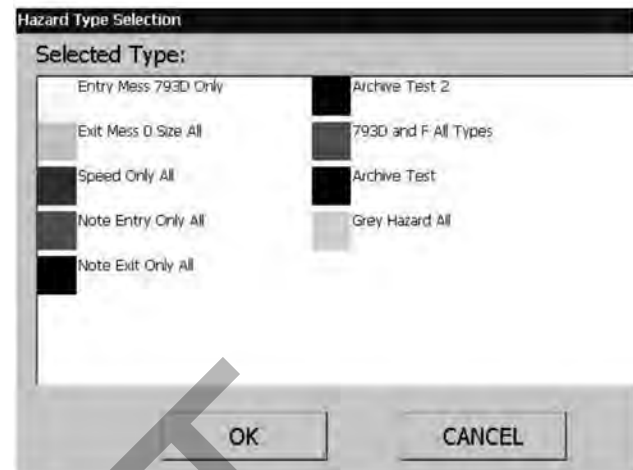 Hazard Type Selection
Selected Type:
Entry Mess 793D Only
Exit Mess 0 Size All
Speed Only All
Note Entry Only All
Note Exit Only All
Archive Test 2
793D and F All Types
Archive Test
Grey Hazard All
OK
CANCEL